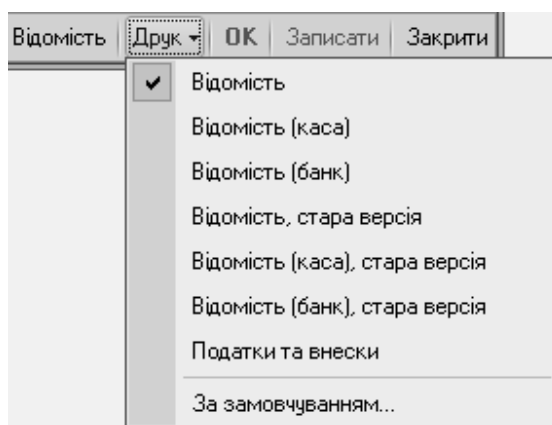 Відомість Друк ОК Записати Закрити
Відомість
Відомість (каса)
Відомість (банк)
Відомість, стара версія
Відомість (каса), стара версія
Відомість (банк), стара версія
Податки та внески
За замовчуванням...